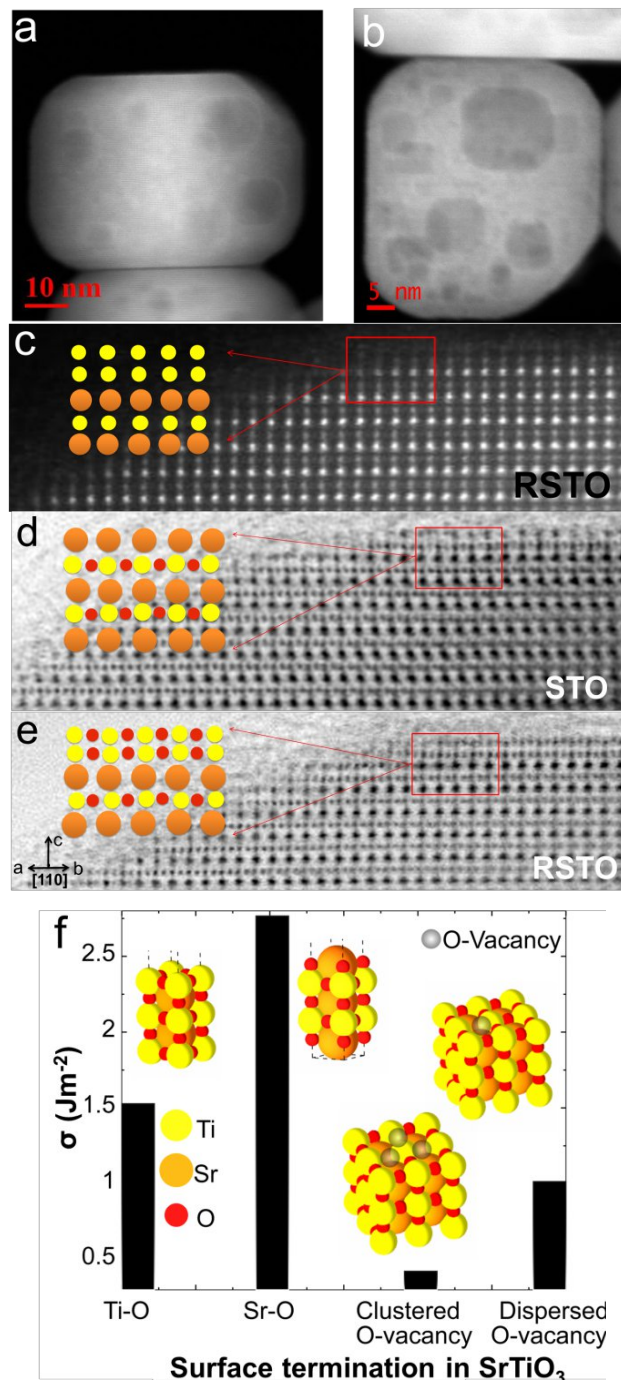 a
10 nm
b
5 nm
c
RSTO
d
STO
e
c
a b
[110]
RSTO
f
O-Vacancy
2.5
2
1.5
1
0.5
σ (Jm-2)
Ti
Sr
O
Ti-O
Sr-O
Clustered
O-vacancy
Dispersed
O-vacancy
Surface termination in SrTiO3